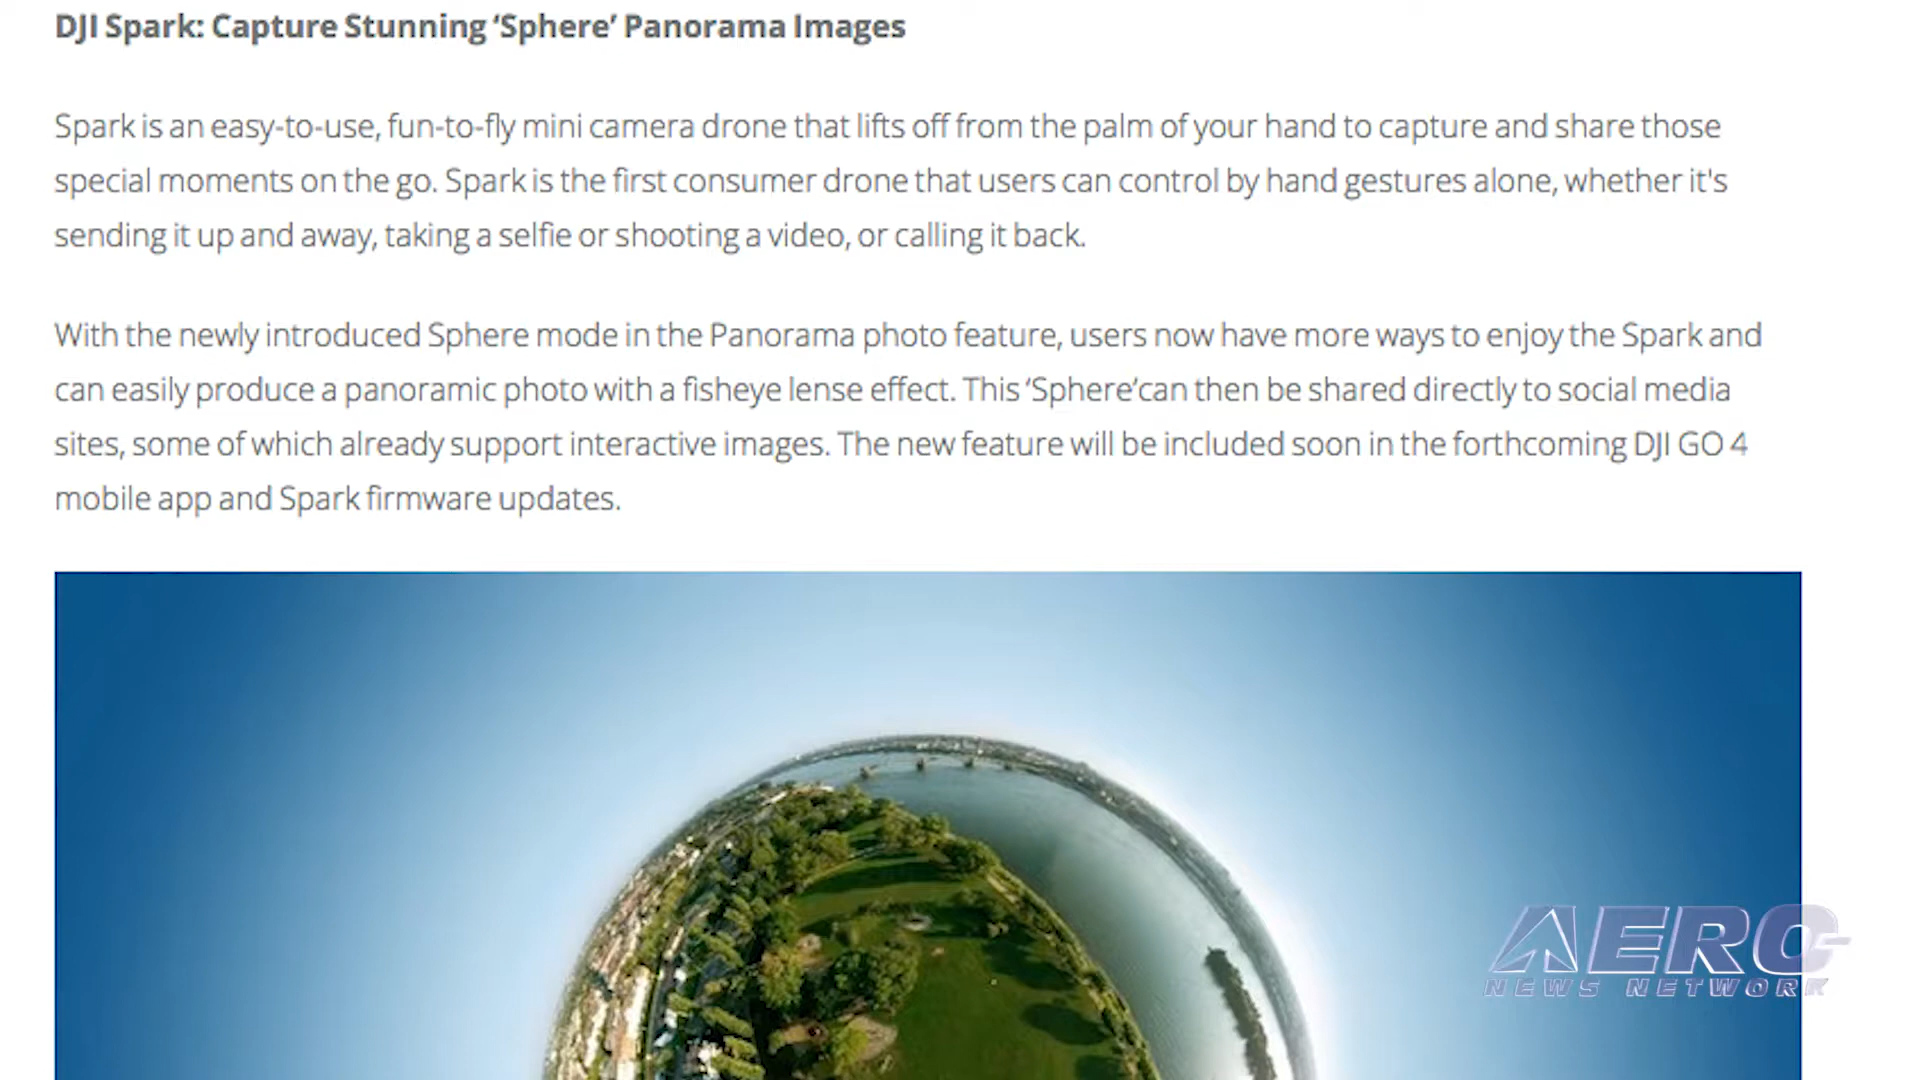 DJI Spark: Capture Stunning ‘Sphere’ Panorama Images
Spark is an easy-to-use, fun-to-fly mini camera drone that lifts off from the palm of your hand to capture and share those
special moments on the go. Spark is the first consumer drone that users can control by hand gestures alone, whether it's
sending it up and away, taking a selfie or shooting a video, or calling it back.
With the newly introduced Sphere mode in the Panorama photo feature, users now have more ways to enjoy the Spark and
can easily produce a panoramic photo with a fisheye lense effect. This ‘Sphere’can then be shared directly to social media
sites, some of which already support interactive images. The new feature will be included soon in the forthcoming DJI GO 4
mobile app and Spark firmware updates.
AERO-
NEWS NETWORK